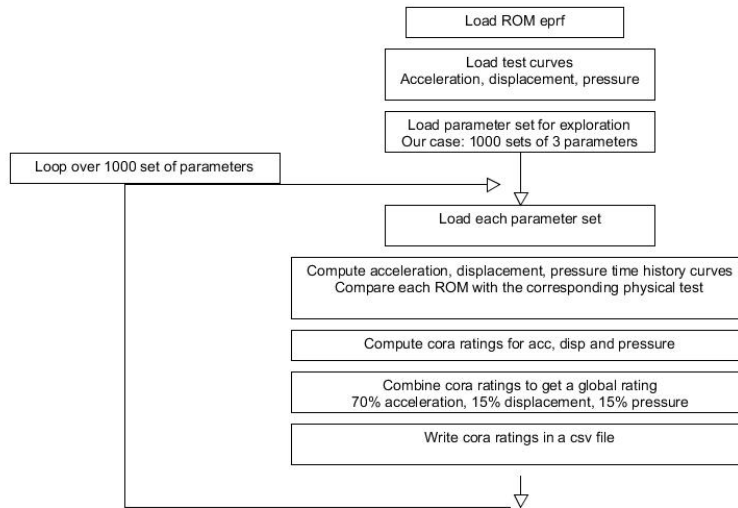 Load ROM eprf
Load test curves
Acceleration, displacement, pressure
Load parameter set for exploration
Our case: 1000 sets of 3 parameters
Loop over 1000 set of parameters
Load each parameter set
Compute acceleration, displacement, pressure time history curves
Compare each ROM with the corresponding physical test
Compute cora ratings for acc, disp and pressure
Combine cora ratings to get a global rating
70% acceleration, 15% displacement, 15% pressure
Write cora ratings in a csv file